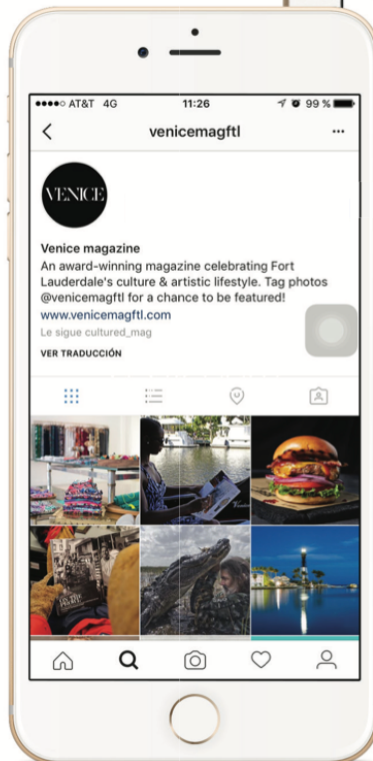 AT&T 4G 11:26 99 %
venicemagftl
VENICE
Venice magazine
An award-winning magazine celebrating Fort
Lauderdale's culture & artistic lifestyle. Tag photos
@venicemagftl for a chance to be featured!
www.venicemagftl.com
Le sigue cultured_mag
VER TRADUCCIÓN